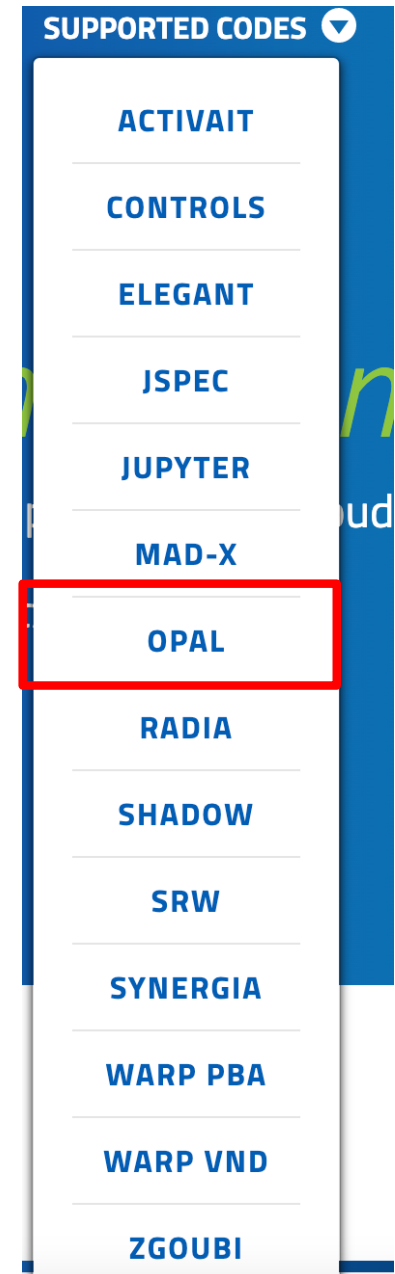 SUPPORTED CODES
ACTIVAIT
CONTROLS
ELEGANT
JSPEC
JUPYTER
MAD-X
OPAL
RADIA
SHADOW
SRW
SYNERGIA
WARP PBA
WARP VND
ZGOUBI